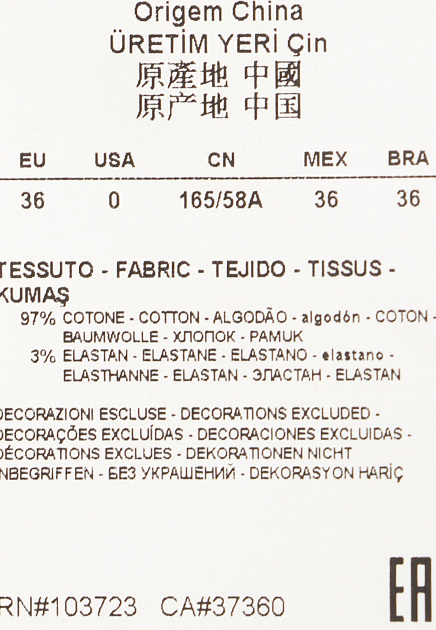 Origem China
ÜRETİM YERİ Çin
原產地 中國
原产地 中国
EU USA CN MEX BRA
36 0 165/58A 36 36
TESSUTO - FABRIC - TEJIDO - TISSUS -
KUMAŞ
97% COTONE - COTTON - ALGODÃO - algodón - COTON -
BAUMWOLLE - ХЛОПОК - PAMUK
3% ELASTAN - ELASTANE - ELASTANO - elastano -
ELASTHANNE - ELASTAN - ЭЛАСТАН - ELASTAN
DECORAZIONI ESCLUSE - DECORATIONS EXCLUDED -
DECORAÇÕES EXCLUÍDAS - DECORACIONES EXCLUIDAS -
DÉCORATIONS EXCLUES - DEKORATIONEN NICHT
INBEGRIFFEN - БЕЗ УКРАШЕНИЙ - DEKORASYON HARİÇ
RN#103723 CA#37360
EAC